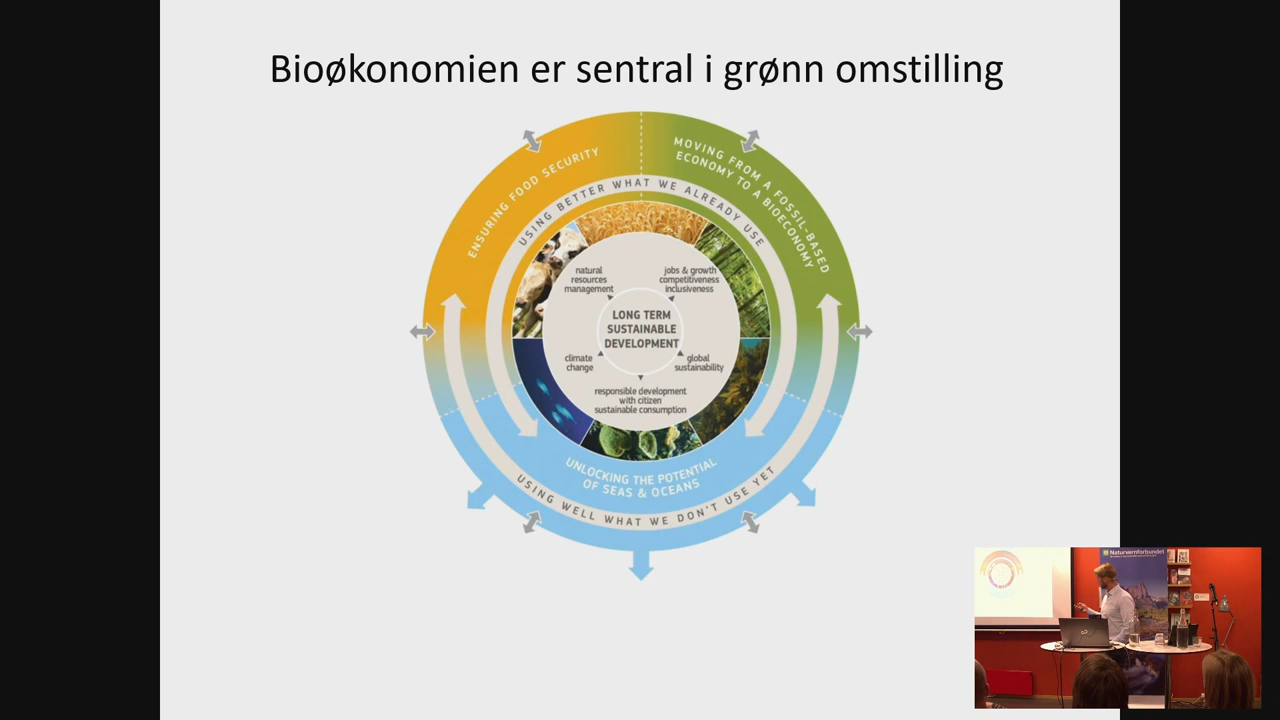 Bioøkonomien er sentral i grønn omstilling
ENSURING FOOD SECURITY
MOVING FROM A FOSSIL-BASED
ECONOMY TO A BIOECONOMY
USING BETTER WHAT WE ALREADY USE
natural
resources
management
jobs & growth
competitiveness
inclusiveness
LONG TERM
SUSTAINABLE
DEVELOPMENT
climate
change
global
sustainability
responsible development
with citizen
sustainable consumption
UNLOCKING THE POTENTIAL
OF SEAS & OCEANS
USING WELL WHAT WE DON'T USE YET
Naturvernforbundet